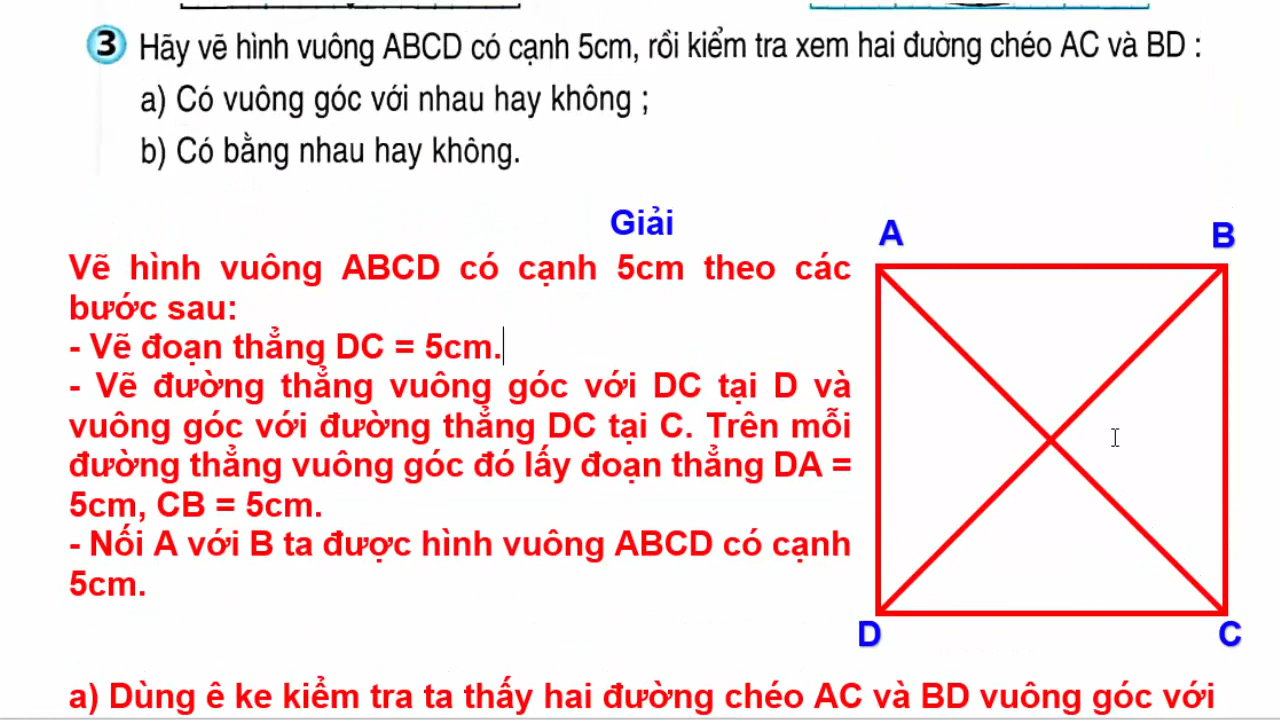 3 Hãy vẽ hình vuông ABCD có cạnh 5cm, rồi kiểm tra xem hai đường chéo AC và BD :
a) Có vuông góc với nhau hay không ;
b) Có bằng nhau hay không.
Giải
Vẽ hình vuông ABCD có cạnh 5cm theo các
bước sau:
- Vẽ đoạn thẳng DC = 5cm.
- Vẽ đường thẳng vuông góc với DC tại D và
vuông góc với đường thẳng DC tại C. Trên mỗi
đường thẳng vuông góc đó lấy đoạn thẳng DA =
5cm, CB = 5cm.
- Nối A với B ta được hình vuông ABCD có cạnh
5cm.
A
B
D
C
a) Dùng ê ke kiểm tra ta thấy hai đường chéo AC và BD vuông góc với